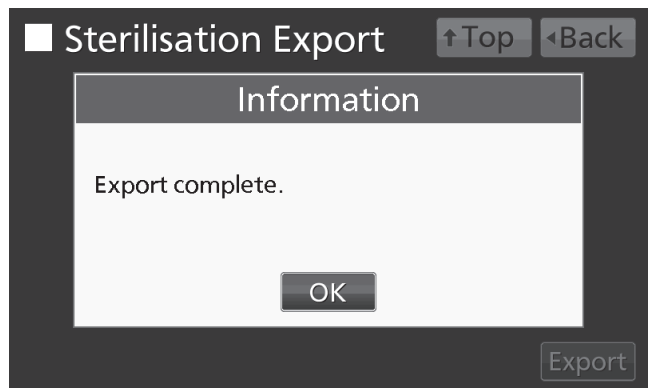 Sterilisation Export
↑Top
◂Back
Information
Export complete.
OK
Export